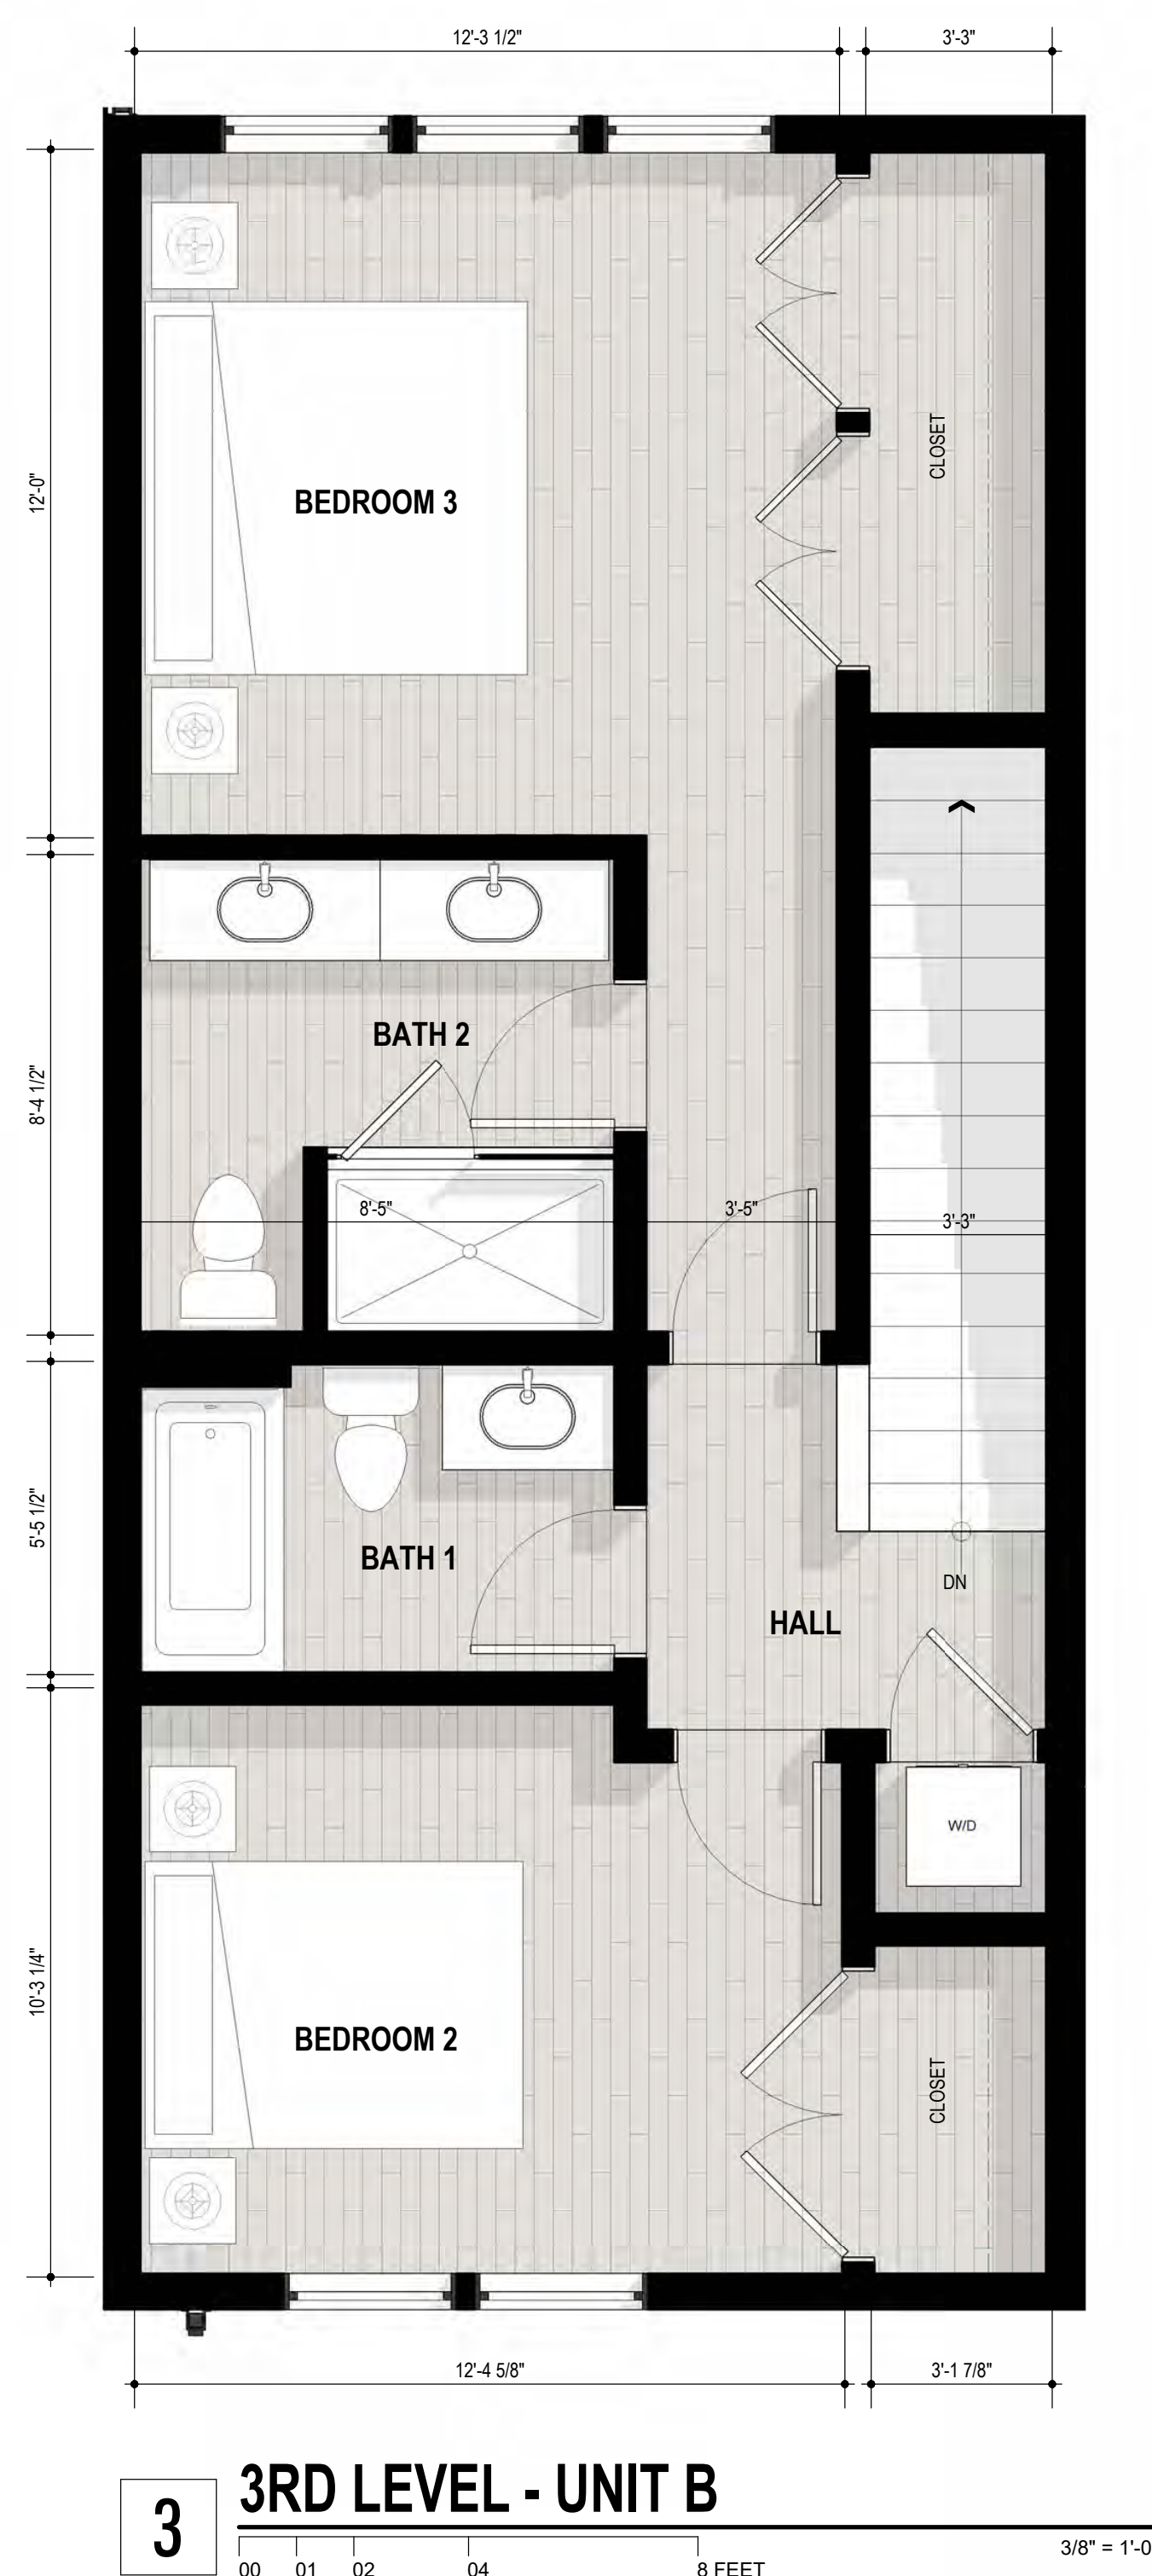 12'-3 1/2"
3'-3"
12'-0"
CLOSET
BEDROOM 3
8'-4 1/2"
BATH 2
8'-5"
3'-5"
3'-3"
5'-5 1/2"
BATH 1
DN
HALL
W/D
10'-3 1/4"
BEDROOM 2
CLOSET
12'-4 5/8"
3'-1 7/8"
3
3RD LEVEL - UNIT B
3/8" = 1'-0
00 01 02 04 8 FEET